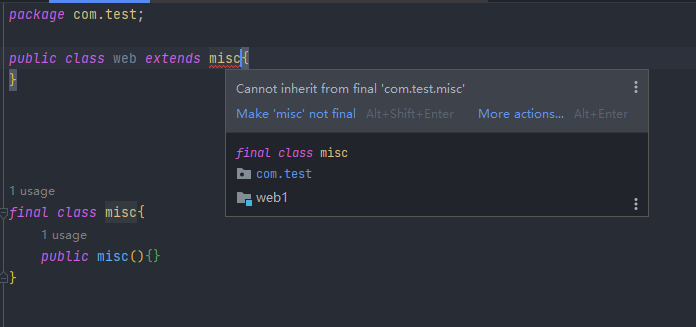 package com.test;
public class web extends misc{
}
Cannot inherit from final 'com.test.misc'
Make 'misc' not final Alt+Shift+Enter More actions... Alt+Enter
final class misc
com.test
web1
1 usage
final class misc{
1 usage
public misc(){}
}